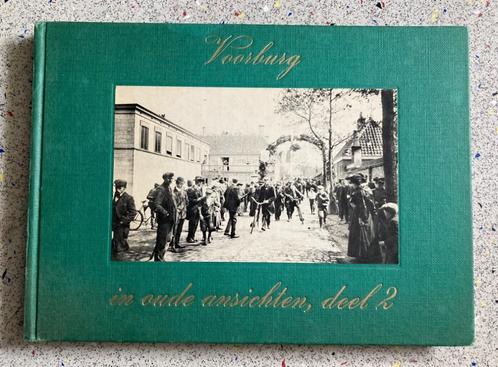 Voorburg
in oude ansichten, deel 2